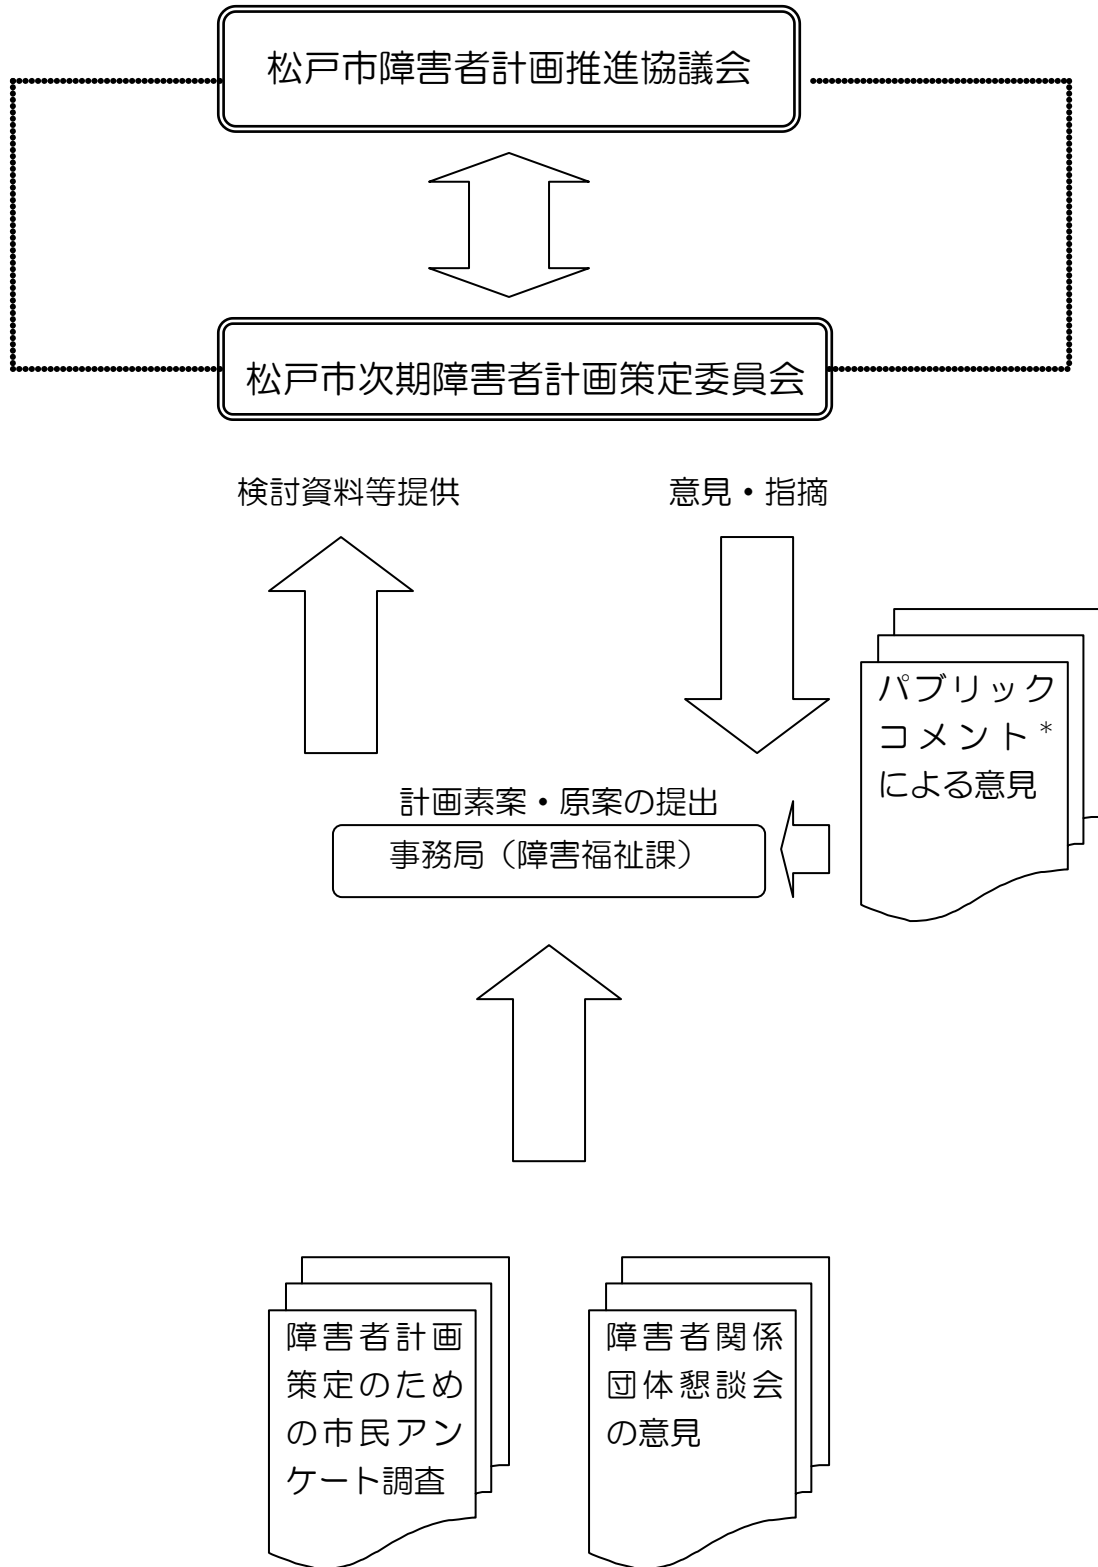 松戸市障害者計画推進協議会
松戸市次期障害者計画策定委員会
検討資料等提供
意見・指摘
パブリック
コメント*
による意見
計画素案・原案の提出
事務局（障害福祉課）
障害者計画
策定のため
の市民アン
ケート調査
障害者関係
団体懇談会
の意見